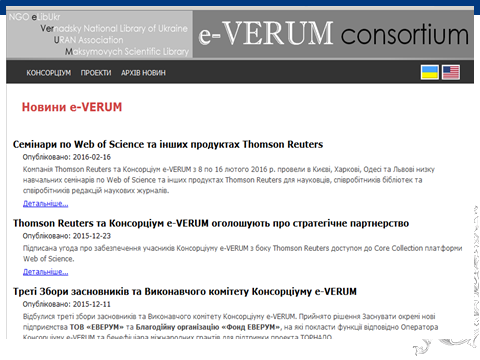 NGO elibUkr
Vernadsky National Library of Ukraine
URAN Association
Maksymovych Scientific Library
e-VERUM consortium
КОНСОРЦІУМ ПРОЕКТИ АРХІВ НОВИН
Новини e-VERUM
Семінари по Web of Science та інших продуктах Thomson Reuters
Опубліковано: 2016-02-16
Компанія Thomson Reuters та Консорціум e-VERUM з 8 по 16 лютого 2016 р. провели в Києві, Харкові, Одесі та Львові низку
навчальних семінарів по Web of Science та інших продуктах Thomson Reuters для науковців, співробітників бібліотек та
співробітників редакцій наукових журналів.
Детальніше...
Thomson Reuters та Консорціум e-VERUM оголошують про стратегічне партнерство
Опубліковано: 2015-12-23
Підписана угода про забезпечення учасників Консорціуму e-VERUM з боку Thomson Reuters доступом до Core Collection платформи
Web of Science.
Детальніше...
Треті Збори засновників та Виконавчого комітету Консорціуму e-VERUM
Опубліковано: 2015-12-11
Відбулися треті збори засновників та Виконавчого комітету Консорціуму e-VERUM. Прийнято рішення Заснувати окремі нові
підприємства ТОВ «ЕВЕРУМ» та Благодійну організацію «Фонд ЕВЕРУМ», на які покласти функції відповідно Оператора
Консорціуму e-VERUM та бенефіціара міжнародних грантів для підтримки проекта ТОРНАДО.